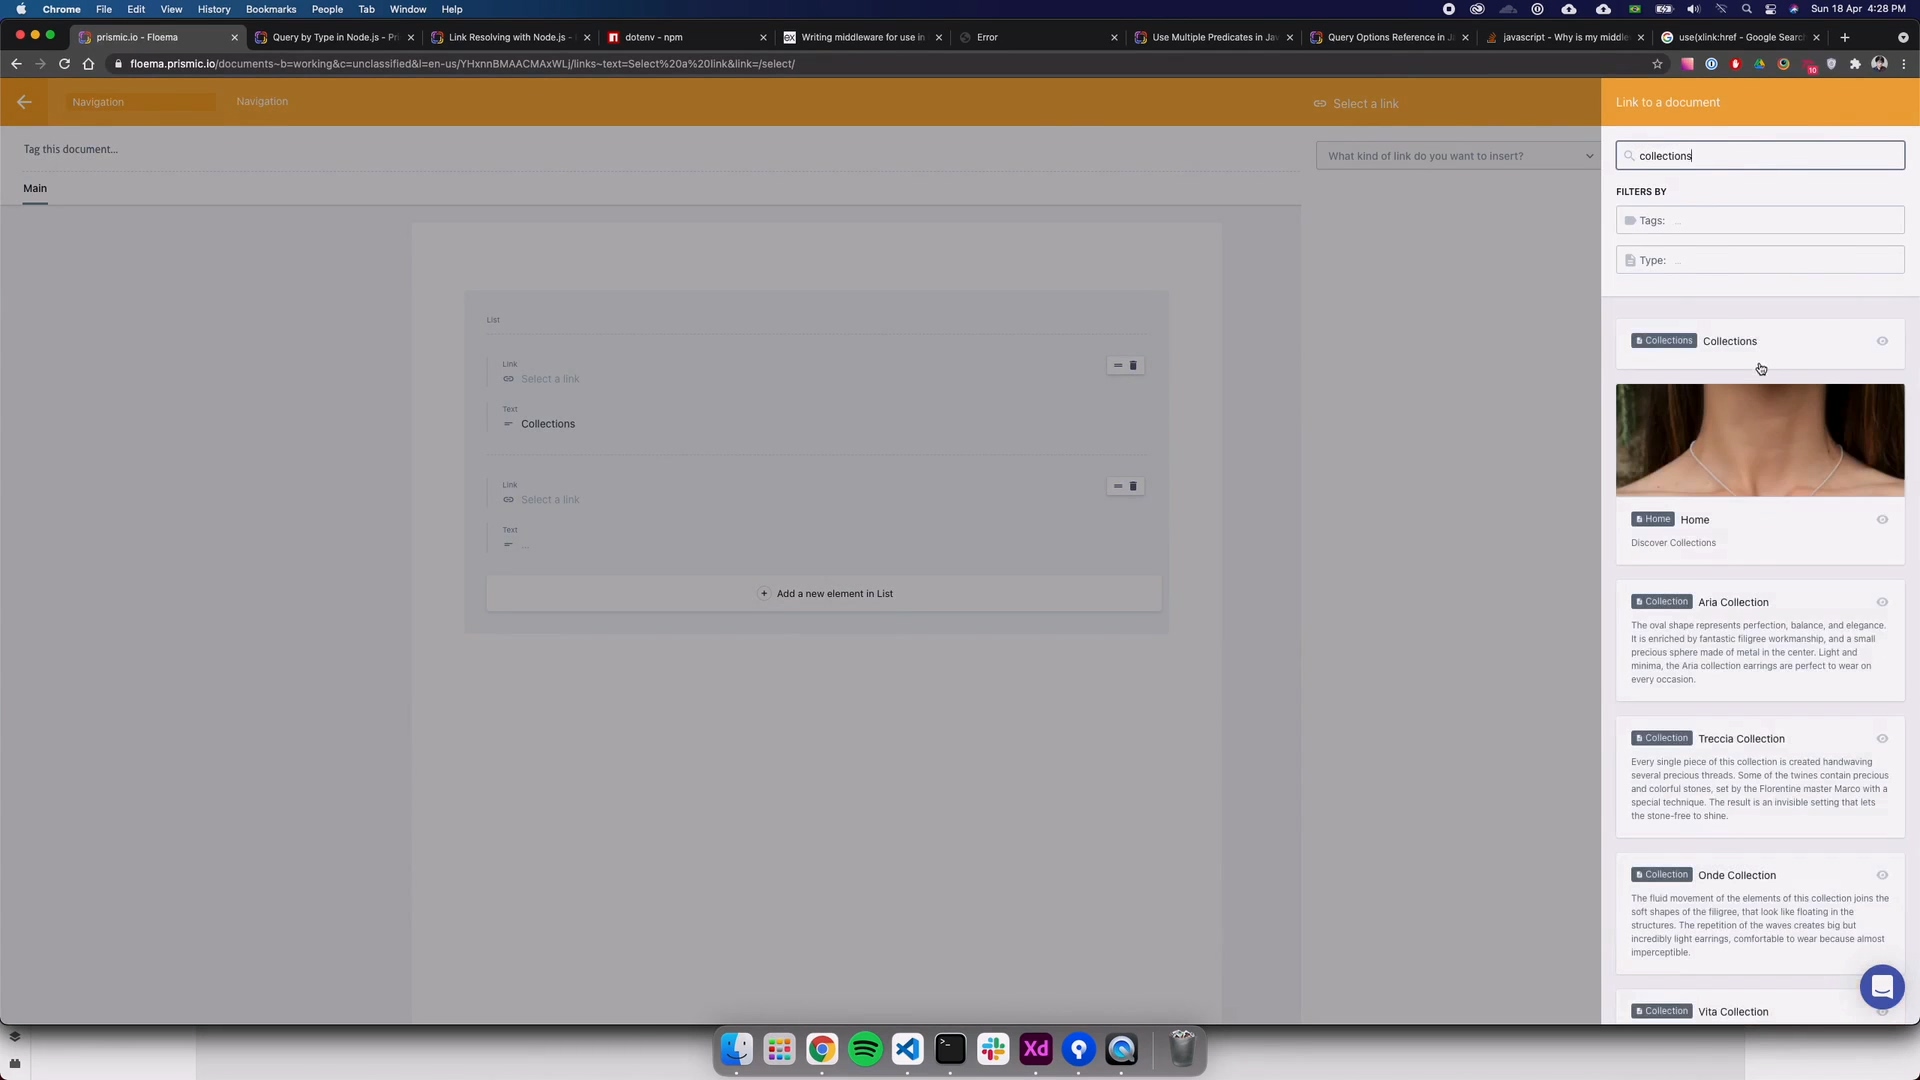 Chrome File Edit View History Bookmarks People Tab Window Help
Sun 18 Apr 4:28 PM
prismic.io - Floema
Query by Type in Node.js - Pri
Link Resolving with Node.js -
dotenv - npm
Writing middleware for use in
Error
Use Multiple Predicates in Jav
Query Options Reference in J
javascript - Why is my middle
use(xlink:href - Google Search
floema.prismic.io/documents~b=working&c=unclassified&l=en-us/YHxnnBMAACMAxWLj/links~text=Select%20a%20link&link=/select/
10
Navigation
Navigation
Select a link
Link to a document
Tag this document...
What kind of link do you want to insert?
collections
Main
FILTERS BY
Tags: ...
Type: ...
List
Link
Select a link
Text
Collections
Link
Select a link
Text
...
Add a new element in List
Collections Collections
Home Home
Discover Collections
Collection Aria Collection
The oval shape represents perfection, balance, and elegance.
It is enriched by fantastic filigree workmanship, and a small
precious sphere made of metal in the center. Light and
minima, the Aria collection earrings are perfect to wear on
every occasion.
Collection Treccia Collection
Every single piece of this collection is created handwaving
several precious threads. Some of the twines contain precious
and colorful stones, set by the Florentine master Marco with a
special technique. The result is an invisible setting that lets
the stone-free to shine.
Collection Onde Collection
The fluid movement of the elements of this collection joins the
soft shapes of the filigree, that look like floating in the
structures. The repetition of the waves creates big but
incredibly light earrings, comfortable to wear because almost
imperceptible.
Collection Vita Collection
Xd